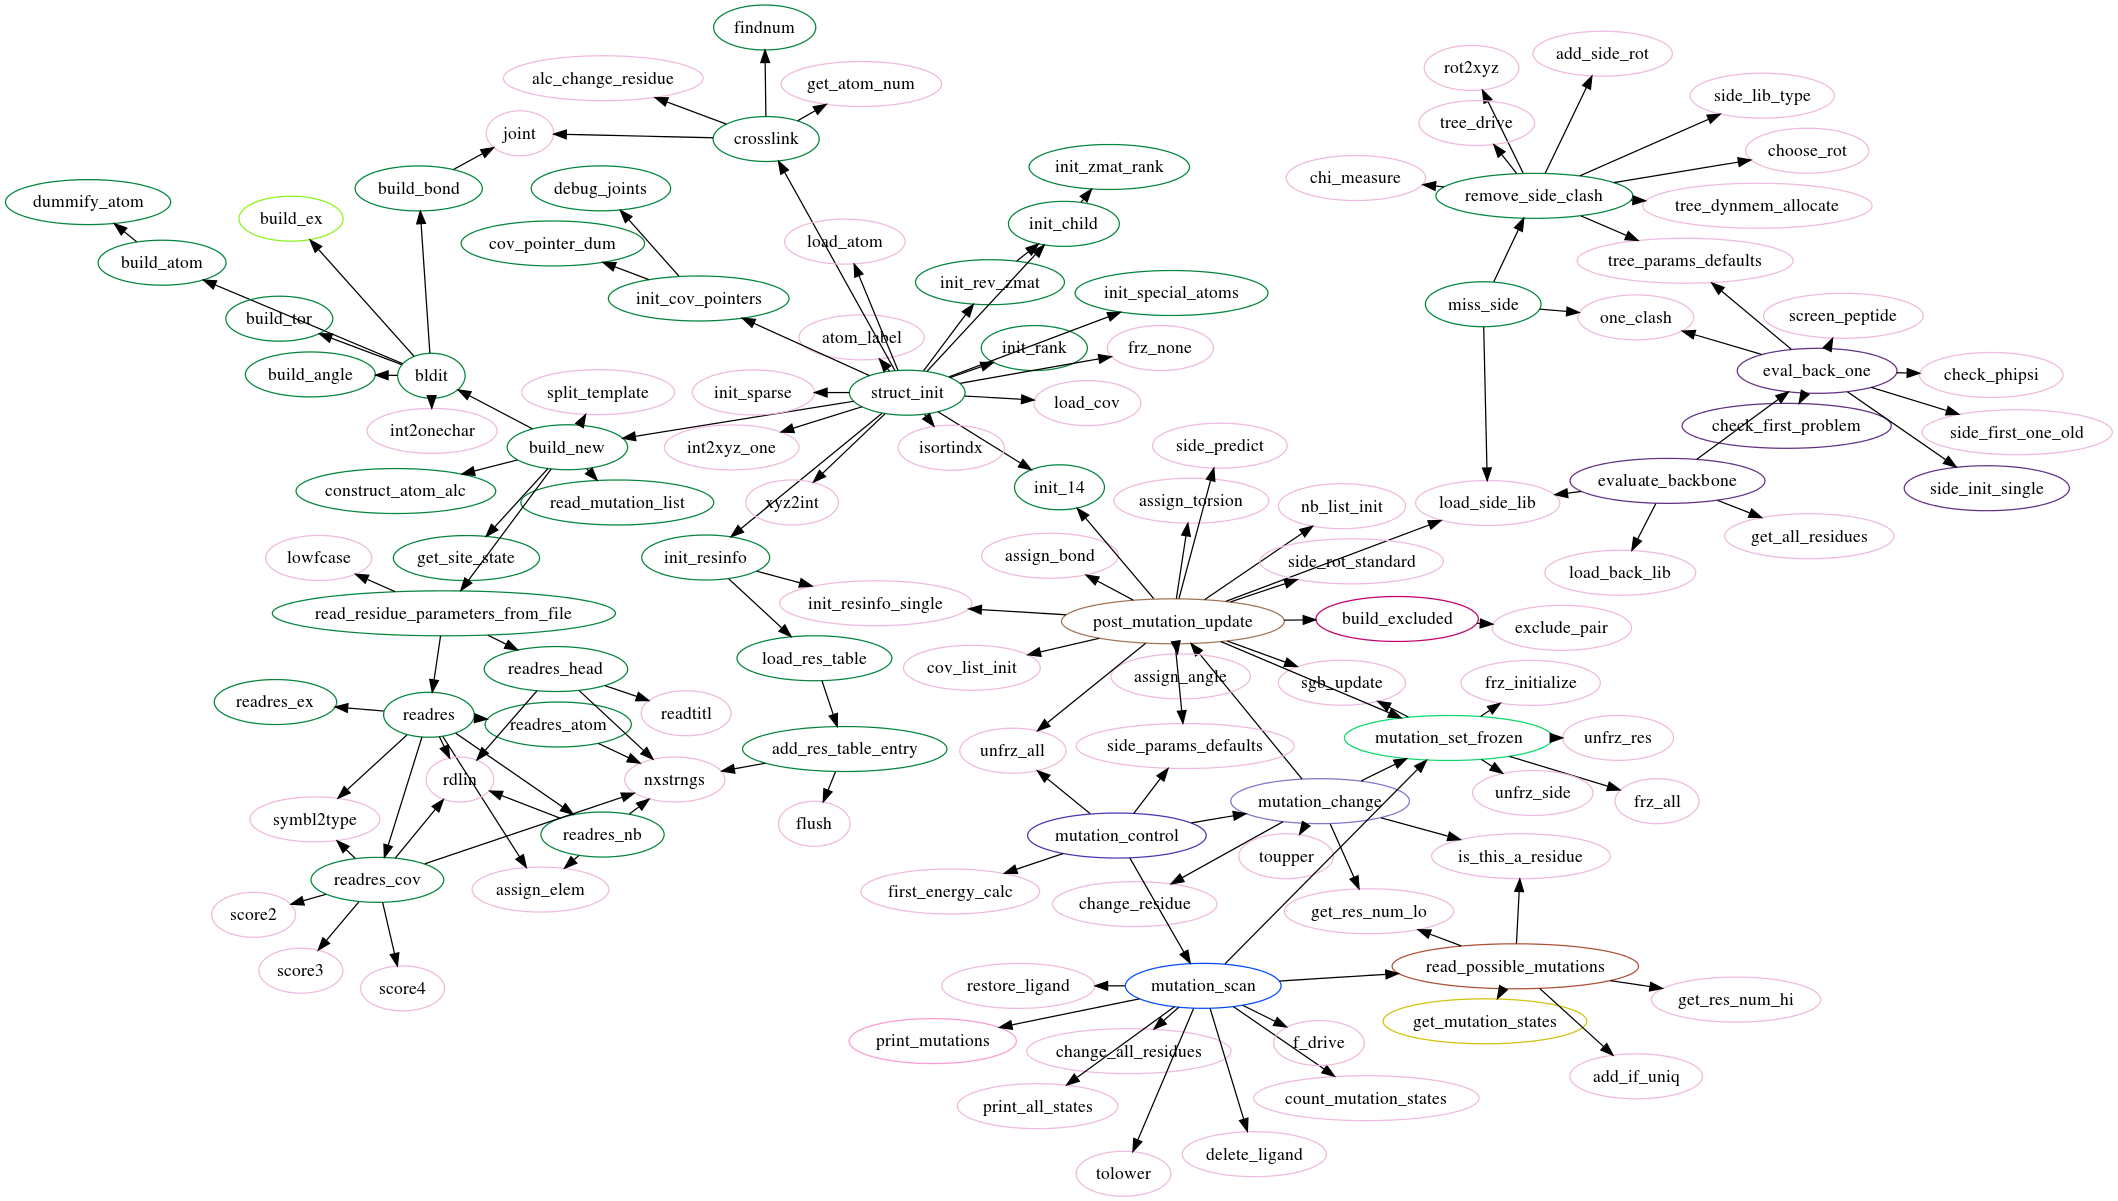 findnum
alc_change_residue
get_atom_num
joint
crosslink
rot2xyz
add_side_rot
side_lib_type
tree_drive
choose_rot
chi_measure
remove_side_clash
tree_dynmem_allocate
tree_params_defaults
init_zmat_rank
init_child
init_rev_zmat
init_special_atoms
build_bond
debug_joints
dummify_atom
build_ex
cov_pointer_dum
load_atom
build_atom
init_cov_pointers
build_tor
atom_label
init_rank
frz_none
build_angle
bldit
init_sparse
struct_init
load_cov
split_template
int2onechar
build_new
int2xyz_one
isortindx
miss_side
one_clash
screen_peptide
eval_back_one
check_phipsi
check_first_problem
side_first_one_old
evaluate_backbone
side_init_single
load_side_lib
get_all_residues
load_back_lib
construct_atom_alc
read_mutation_list
xyz2int
init_14
side_predict
assign_torsion
nb_list_init
lowfcase
get_site_state
init_resinfo
assign_bond
side_rot_standard
read_residue_parameters_from_file
init_resinfo_single
post_mutation_update
build_excluded
exclude_pair
readres_head
load_res_table
cov_list_init
assign_angle
sgb_update
frz_initialize
readres_ex
readres
readres_atom
readtitl
add_res_table_entry
unfrz_all
side_params_defaults
mutation_set_frozen
unfrz_res
rdlin
nxstrngs
unfrz_side
frz_all
symbl2type
readres_nb
flush
mutation_control
mutation_change
toupper
is_this_a_residue
readres_cov
assign_elem
first_energy_calc
change_residue
get_res_num_lo
score2
score3
score4
restore_ligand
mutation_scan
read_possible_mutations
get_res_num_hi
print_mutations
change_all_residues
f_drive
get_mutation_states
print_all_states
count_mutation_states
add_if_uniq
tolower
delete_ligand